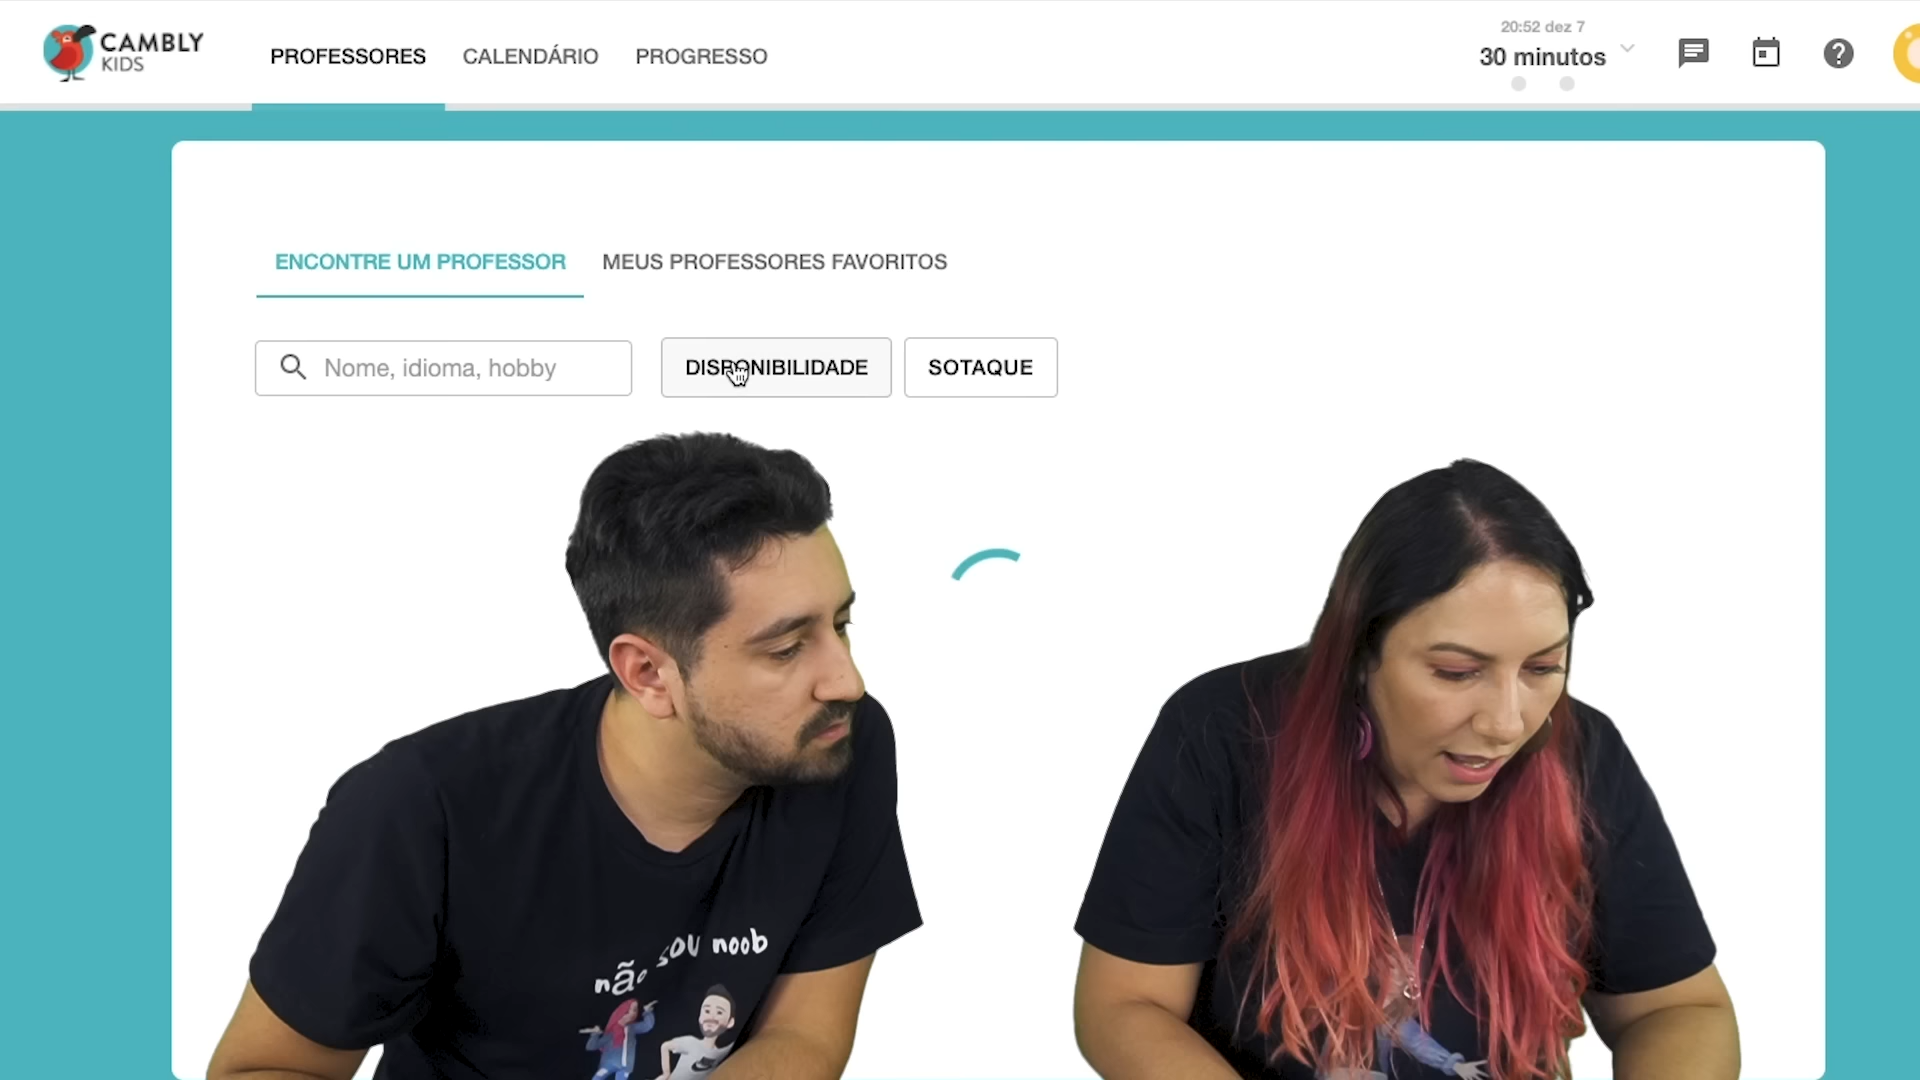 CAMBLY
KIDS
PROFESSORES
CALENDÁRIO
PROGRESSO
20:52 dez 7
30 minutos
ENCONTRE UM PROFESSOR
MEUS PROFESSORES FAVORITOS
Nome, idioma, hobby
DISPONIBILIDADE
SOTAQUE
não sou noob